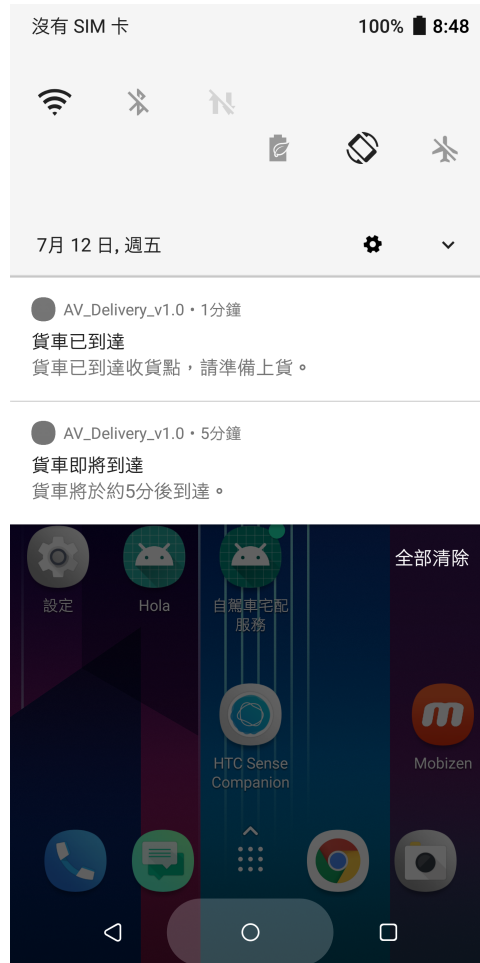 沒有 SIM 卡 100% 8:48
7月 12 日, 週五
AV_Delivery_v1.0 • 1分鐘
貨車已到達
貨車已到達收貨點，請準備上貨。
AV_Delivery_v1.0 • 5分鐘
貨車即將到達
貨車將於約5分後到達。
全部清除
設定 Hola 自駕車宅配
服務
HTC Sense
Companion
Mobizen